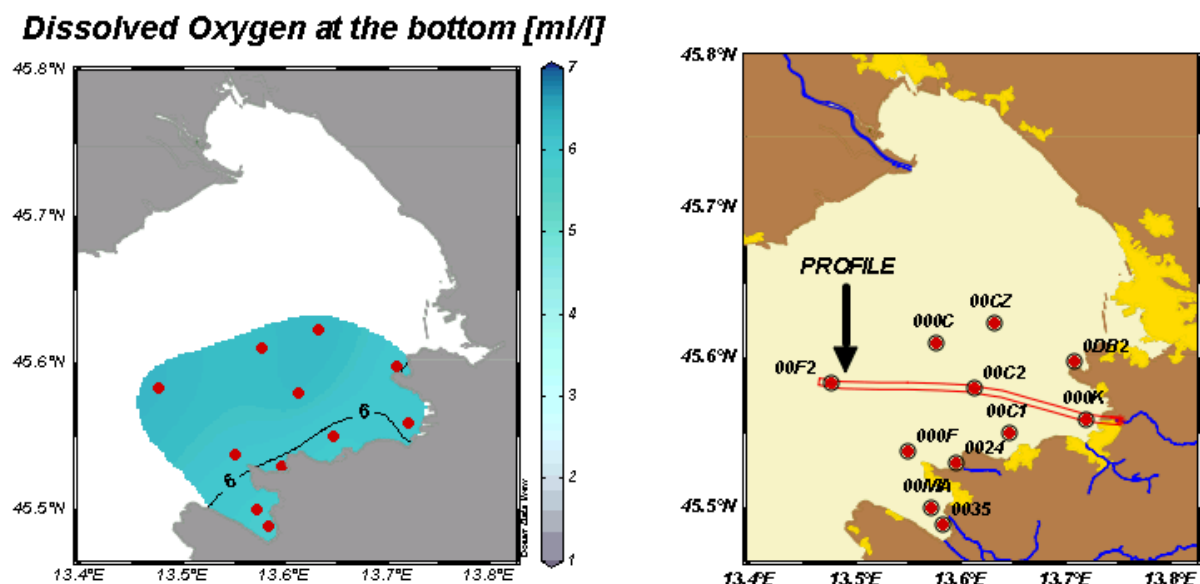 Dissolved Oxygen at the bottom [ml/l]
45.8°N
45.7°N
45.6°N
45.5°N
13.4°E
13.5°E
13.6°E
13.7°E
13.8°E
6
6
7
6
5
4
3
2
1
Ocean Data View
45.8°N
45.7°N
45.6°N
45.5°N
13.4°E
13.5°E
13.6°E
13.7°E
13.8°E
PROFILE
00CZ
000C
0DB2
00F2
00C2
000K
00C1
000F
0024
00MA
0035